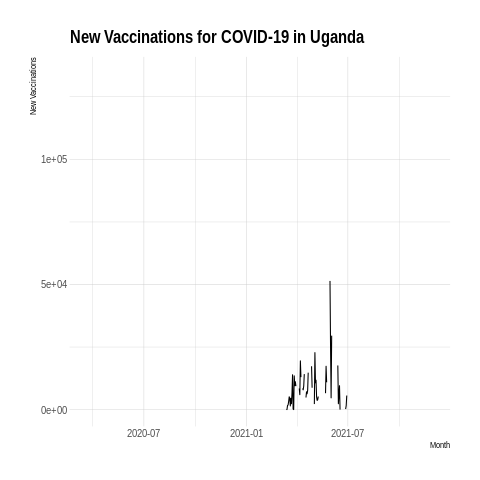 New Vaccinations for COVID-19 in Uganda
New Vaccinations
1e+05
5e+04
0e+00
2020-07
2021-01
2021-07
Month